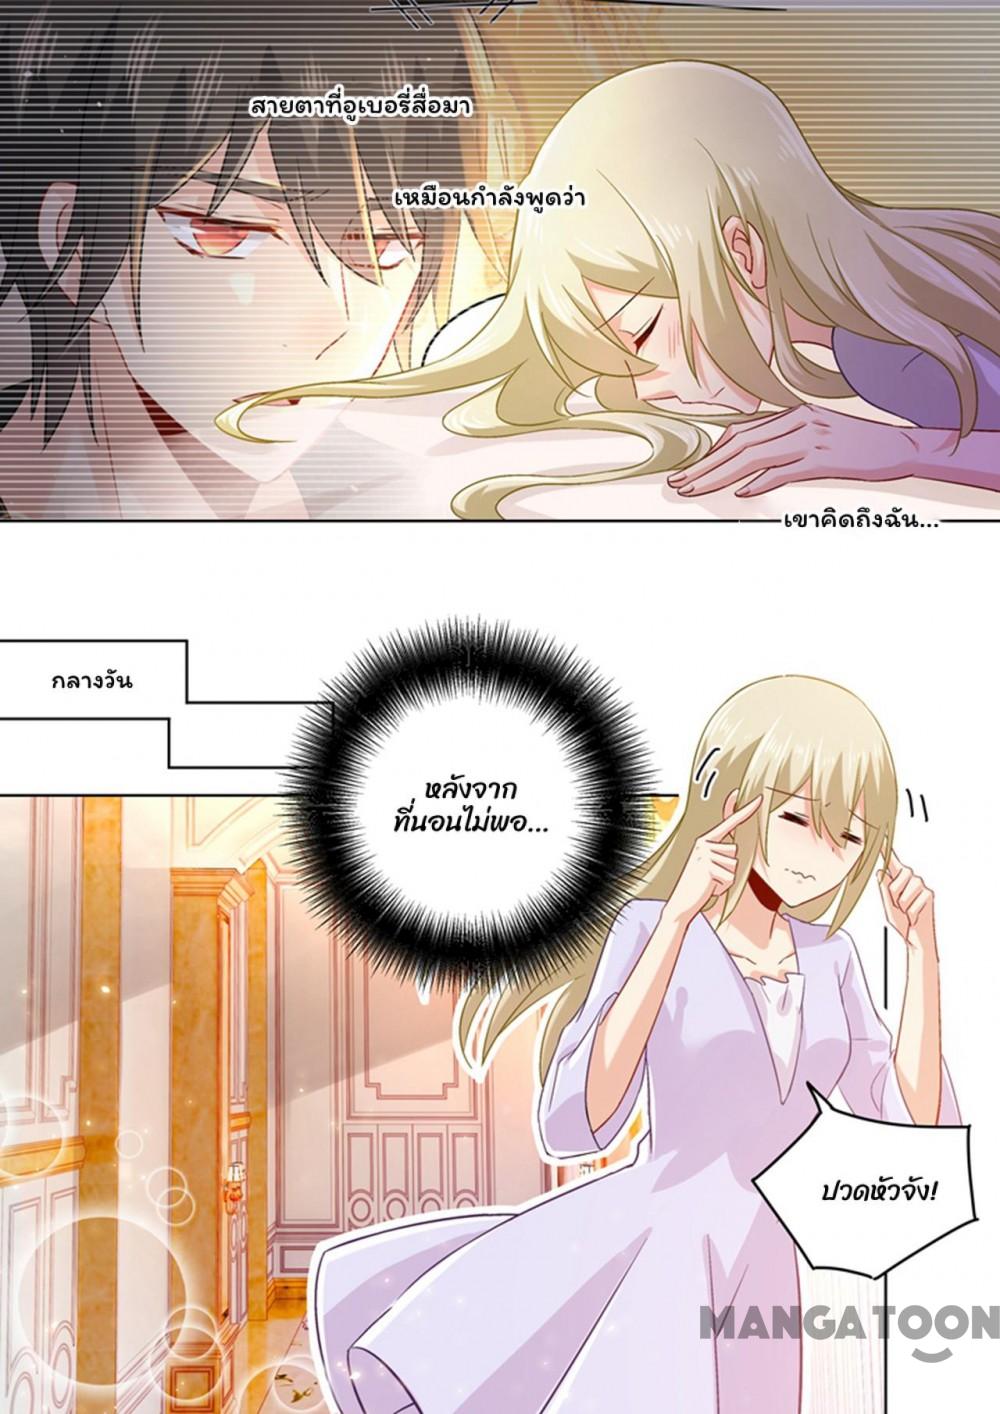 สายตาที่อูเบอรี่สื่อมา
เหมือนกำลังพูดว่า
เขาคิดถึงฉัน...
กลางวัน
หลังจาก
ที่นอนไม่พอ...
ปวดหัวจัง!
MANGATOON